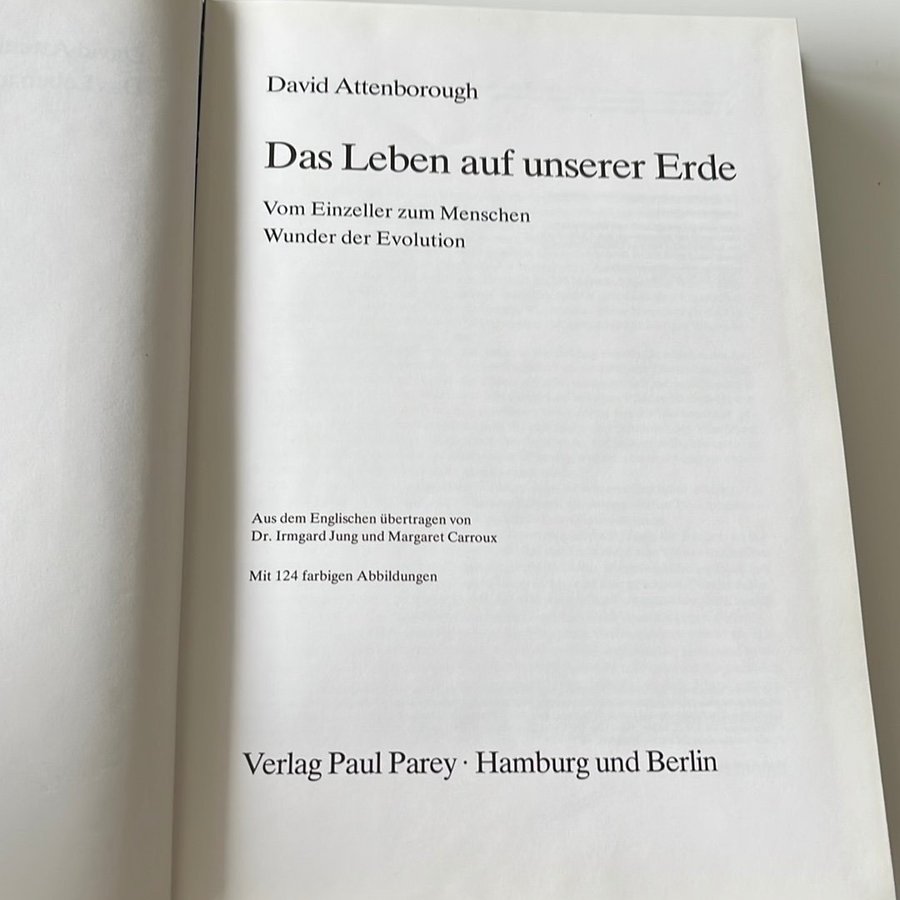 David Attenborough
Das Leben auf unserer Erde
Vom Einzeller zum Menschen
Wunder der Evolution
Aus dem Englischen übertragen von
Dr. Irmgard Jung und Margaret Carroux
Mit 124 farbigen Abbildungen
Verlag Paul Parey · Hamburg und Berlin